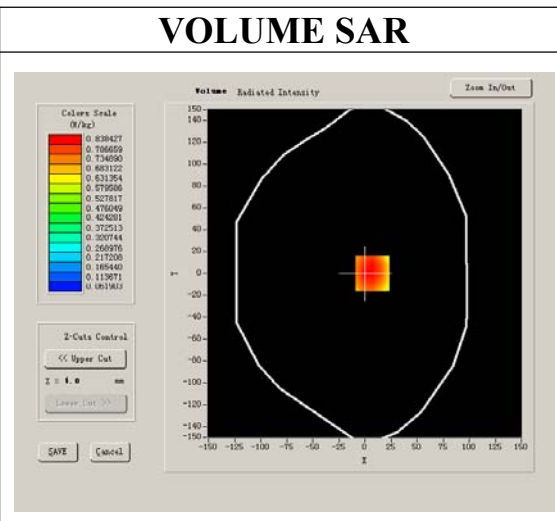 VOLUME SAR
Volume Radiated Intensity
Zoom In/Out
Colors Scale
(W/kg)
0.838427
0.786659
0.734890
0.683122
0.631354
0.579586
0.527817
0.476049
0.424281
0.372513
0.320744
0.268976
0.217208
0.165440
0.113671
0.061903
Z-Cuts Control
<< Upper Cut
Z = 4.0 mm
Lower Cut >>
SAVE Cancel
150
140
120
100
80
60
40
20
0
-20
-40
-60
-80
-100
-120
-140
-150
Y
-150 -125 -100 -75 -50 -25 0 25 50 75 100 125 150
X